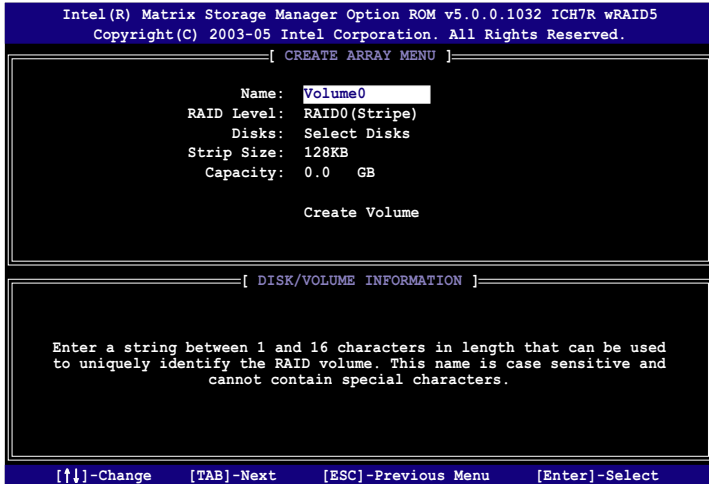 Intel(R) Matrix Storage Manager Option ROM v5.0.0.1032 ICH7R wRAID5
Copyright(C) 2003-05 Intel Corporation. All Rights Reserved.
[ CREATE ARRAY MENU ]
Name: Volume0
RAID Level: RAID0(Stripe)
Disks: Select Disks
Strip Size: 128KB
Capacity: 0.0 GB
Create Volume
[ DISK/VOLUME INFORMATION ]
Enter a string between 1 and 16 characters in length that can be used
to uniquely identify the RAID volume. This name is case sensitive and
cannot contain special characters.
[↑↓]-Change [TAB]-Next [ESC]-Previous Menu [Enter]-Select